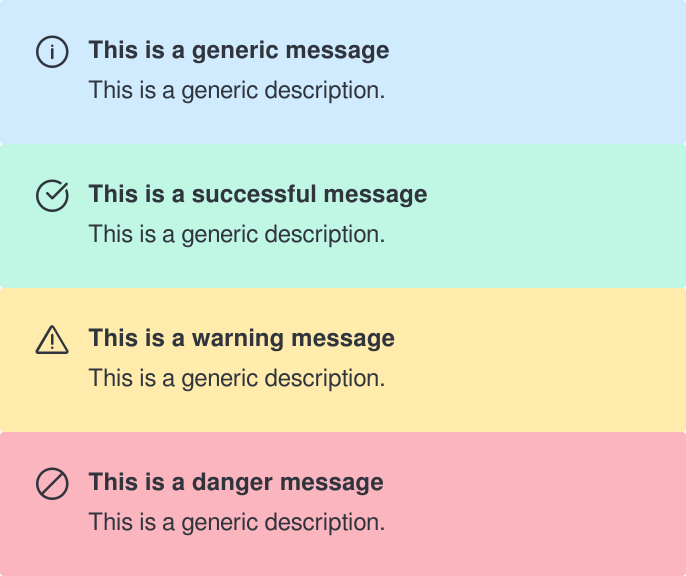 This is a generic message
This is a generic description.
This is a successful message
This is a generic description.
This is a warning message
This is a generic description.
This is a danger message
This is a generic description.